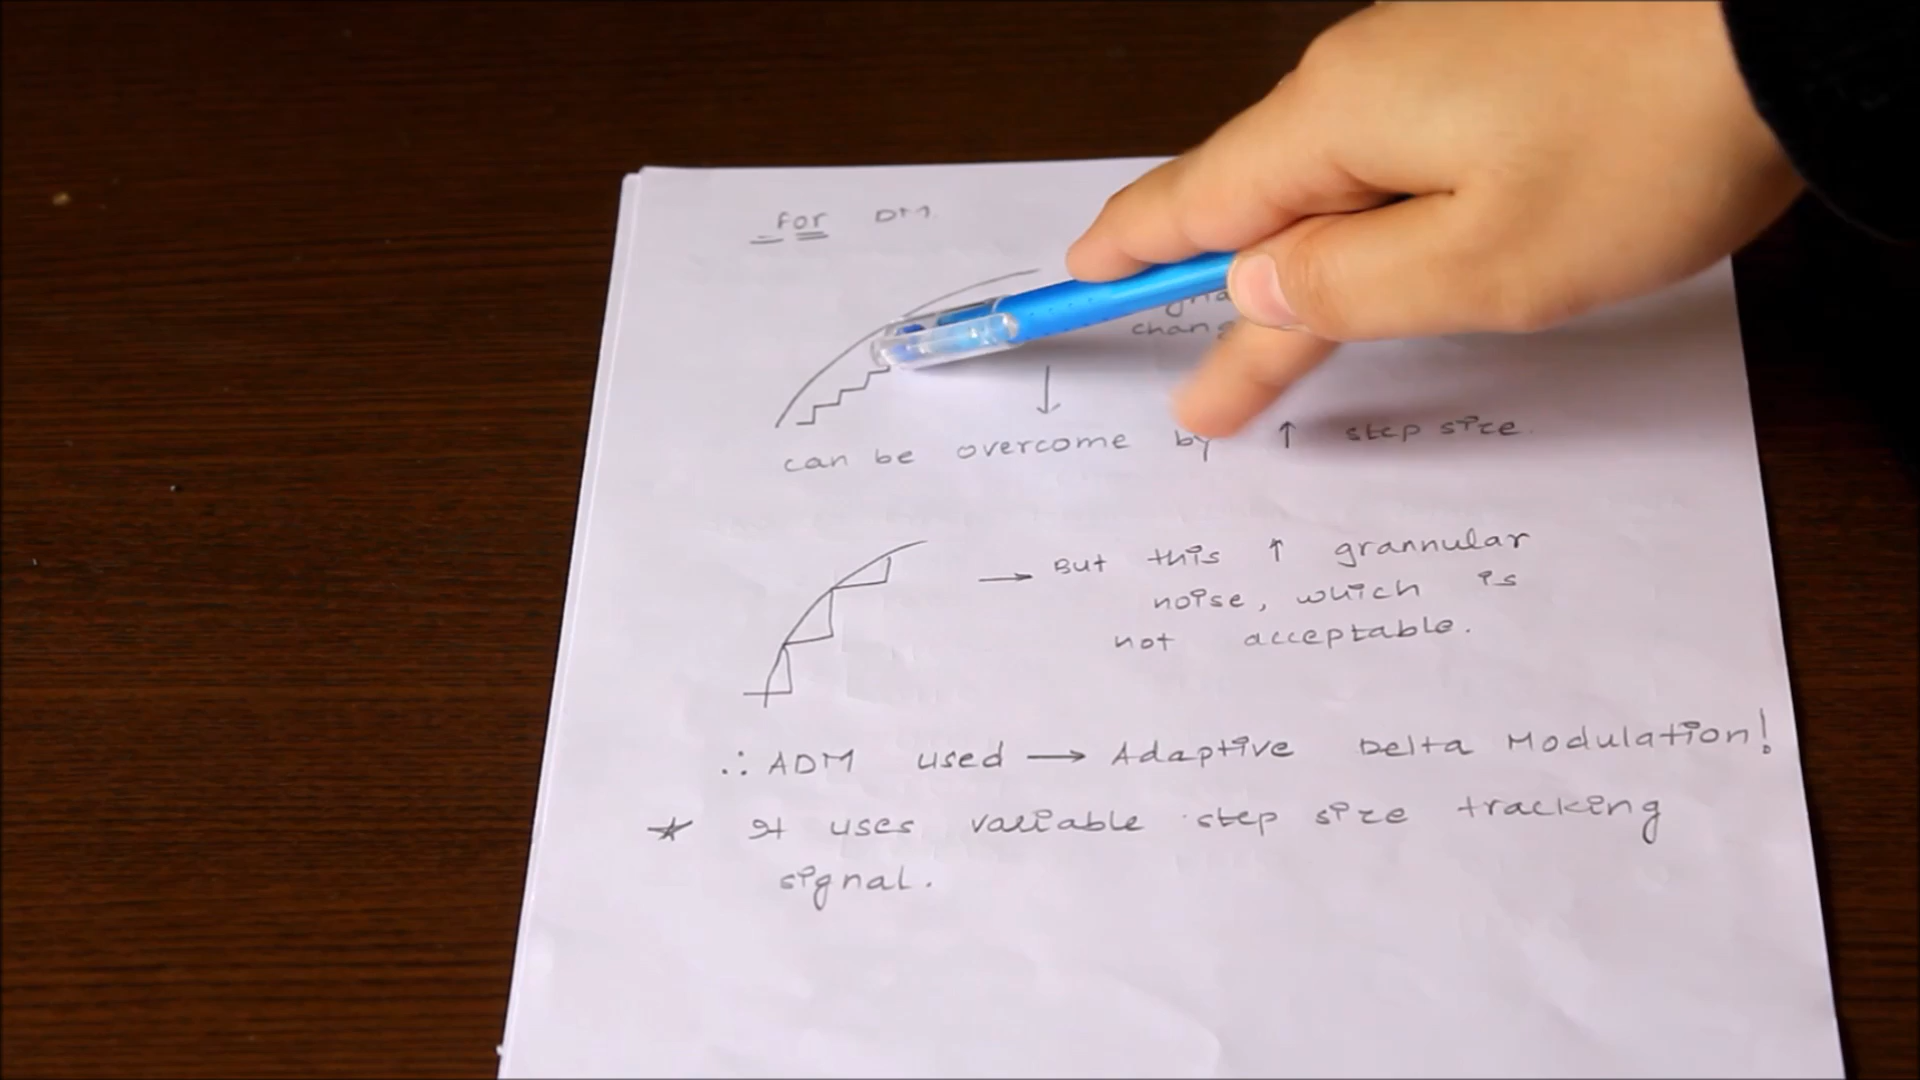 For DM
chang
can be overcome by ↑ step size.
→ But this ↑ grannular
noise, which is
not acceptable.
∴ ADM used → Adaptive Delta Modulation!
* It uses variable step size tracking
signal.